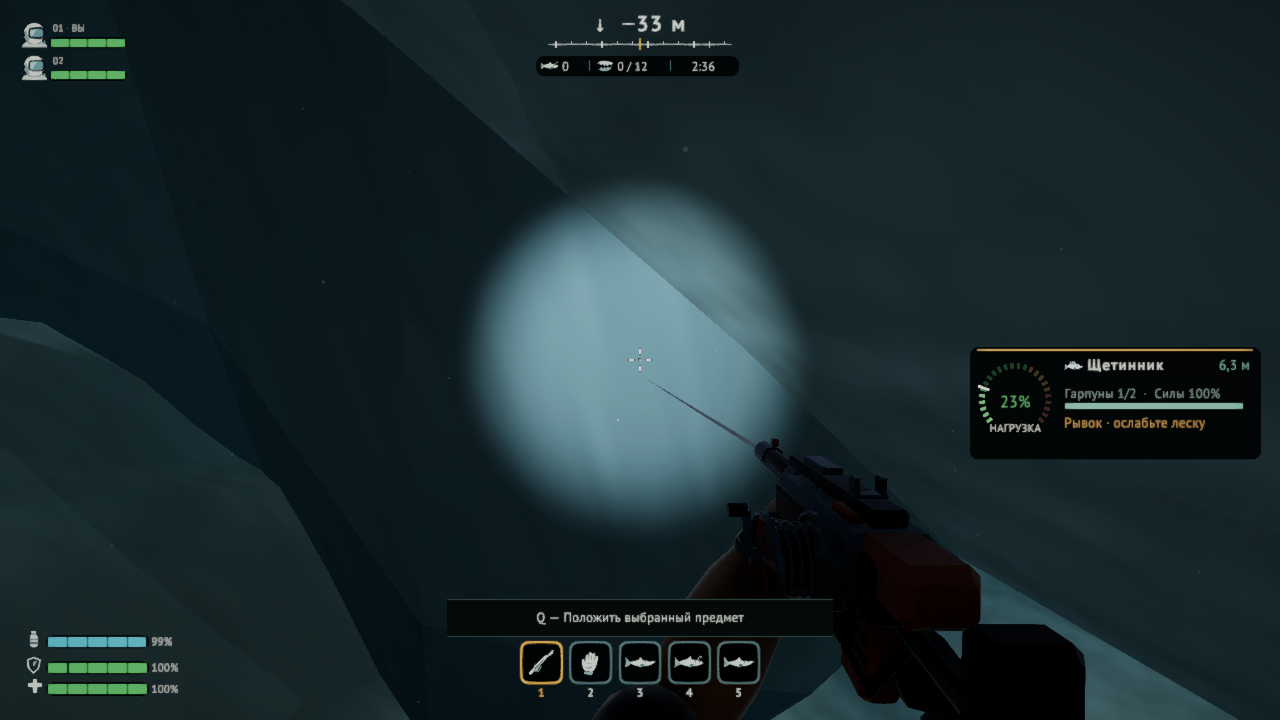 01 · ВЫ
02
−33 м
0
0 / 12
2:36
Щетинник
6,3 м
23%
НАГРУЗКА
Гарпуны 1/2 · Силы 100%
Рывок · ослабьте леску
Q — Положить выбранный предмет
1
2
3
4
5
99%
100%
100%